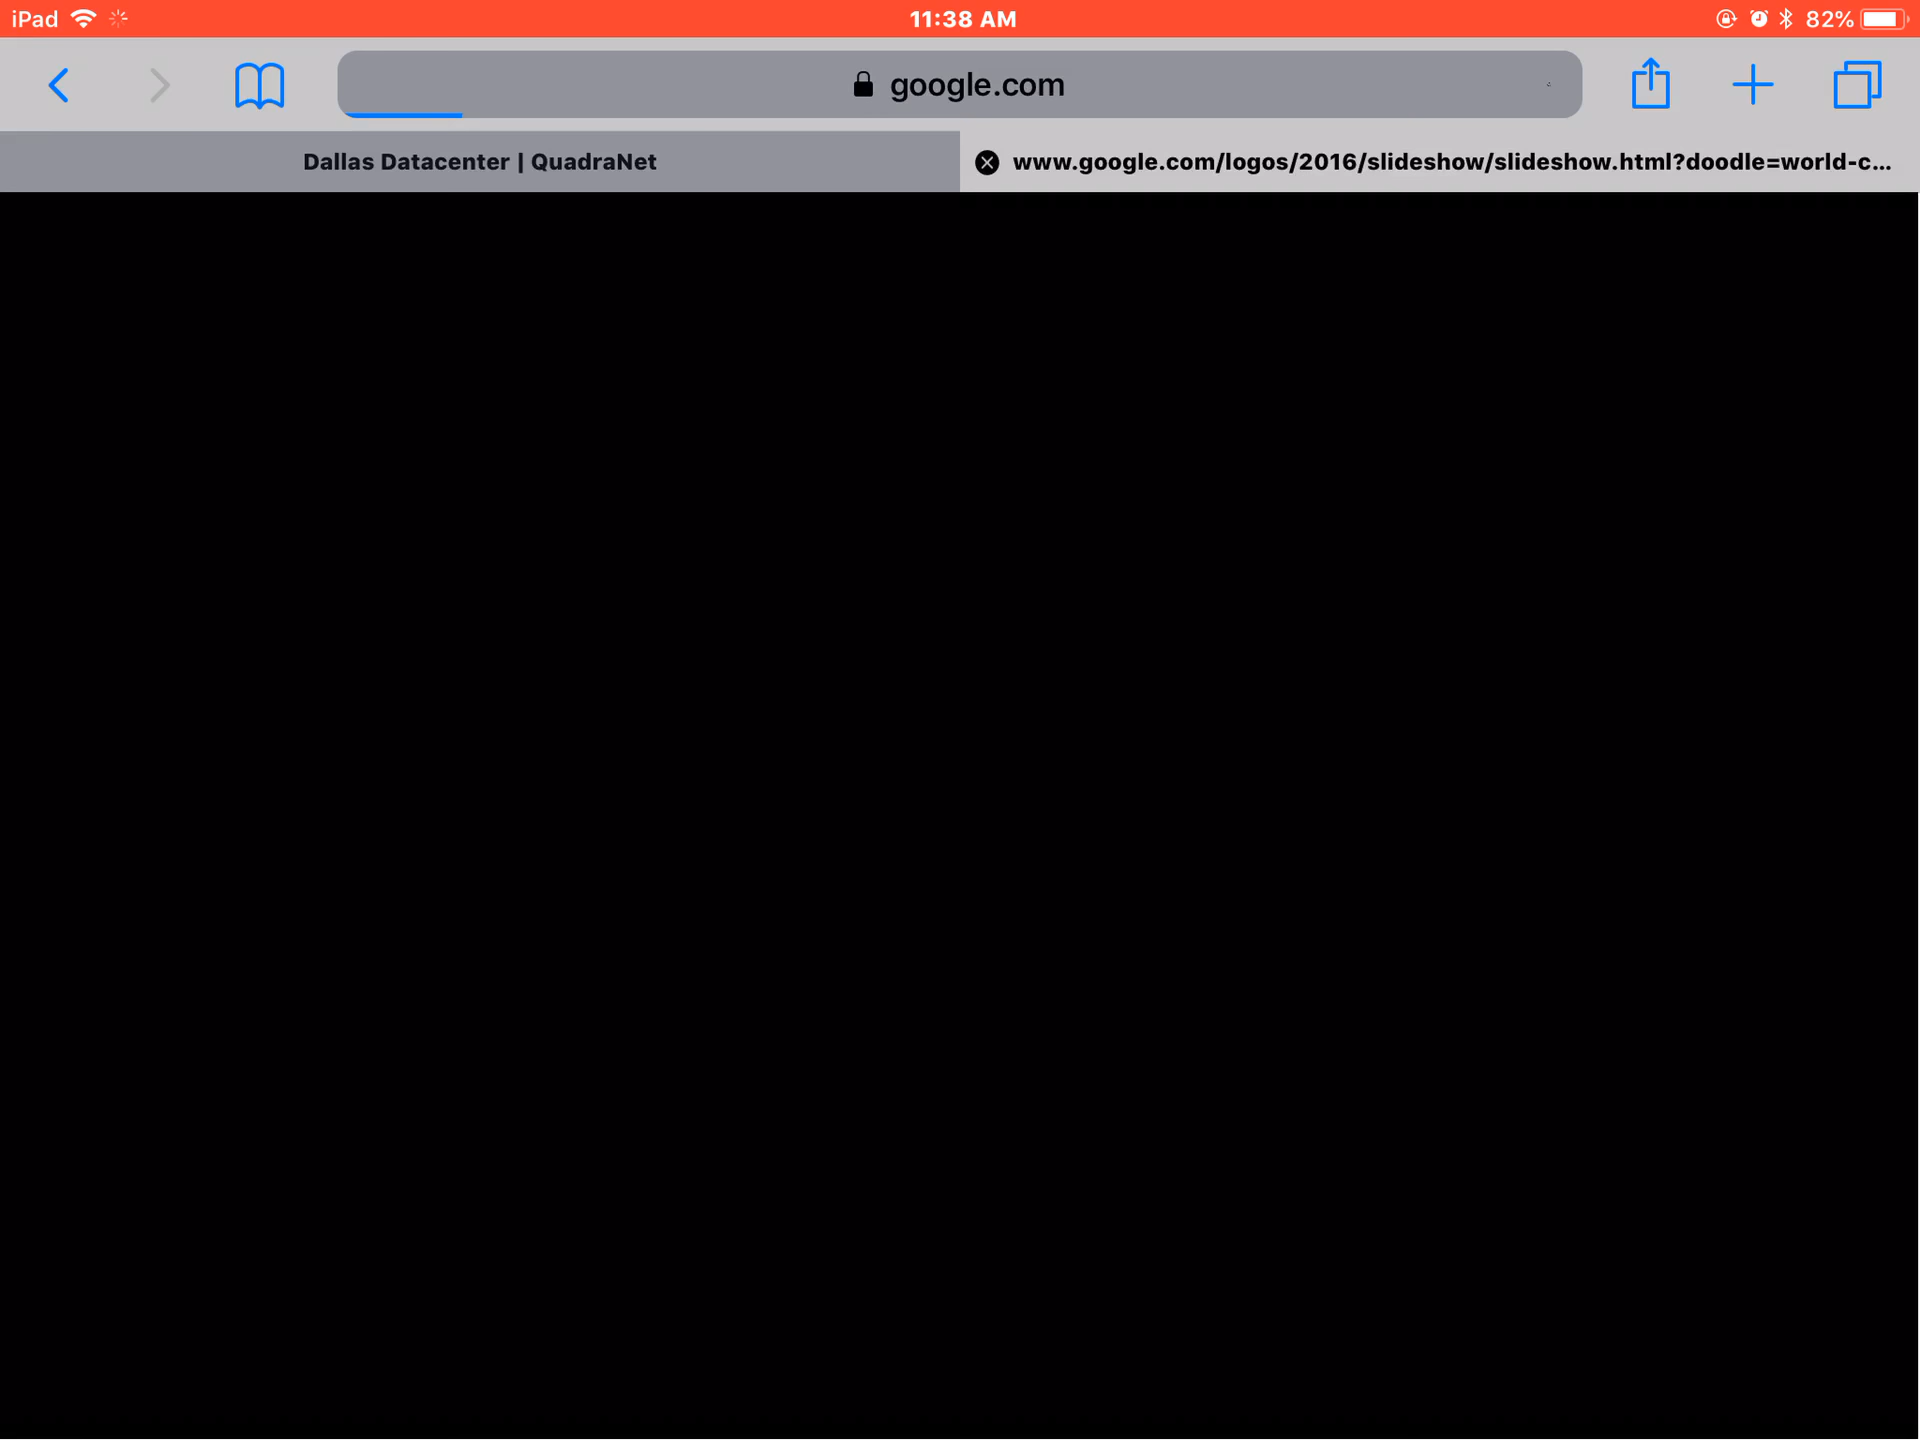 iPad 11:38 AM 82%
google.com
Dallas Datacenter | QuadraNet
www.google.com/logos/2016/slideshow/slideshow.html?doodle=world-c...